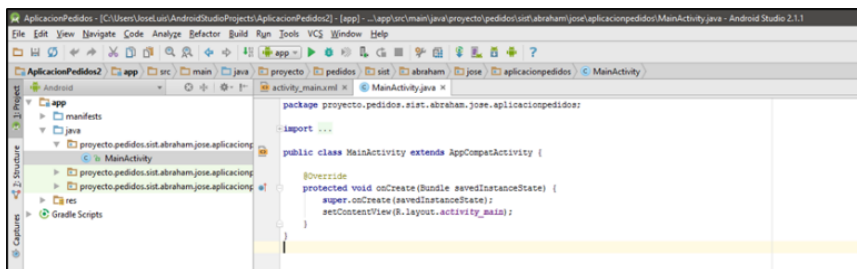 AplicacionPedidos - [C:\Users\JoseLuis\AndroidStudioProjects\AplicacionPedidos2] - [app] - ...\app\src\main\java\proyecto\pedidos\sist\abraham\jose\aplicacionpedidos\MainActivity.java - Android Studio 2.1.1
File Edit View Navigate Code Analyze Refactor Build Run Tools VCS Window Help
app
AplicacionPedidos2 app src main java proyecto pedidos sist abraham jose aplicacionpedidos MainActivity
1: Project
Android
activity_main.xml MainActivity.java
app
manifests
java
proyecto.pedidos.sist.abraham.jose.aplicacionp
MainActivity
proyecto.pedidos.sist.abraham.jose.aplicacionp
proyecto.pedidos.sist.abraham.jose.aplicacionp
res
Gradle Scripts
Z: Structure
Captures
package proyecto.pedidos.sist.abraham.jose.aplicacionpedidos;
import ...
public class MainActivity extends AppCompatActivity {
@Override
protected void onCreate(Bundle savedInstanceState) {
super.onCreate(savedInstanceState);
setContentView(R.layout.activity_main);
}
}